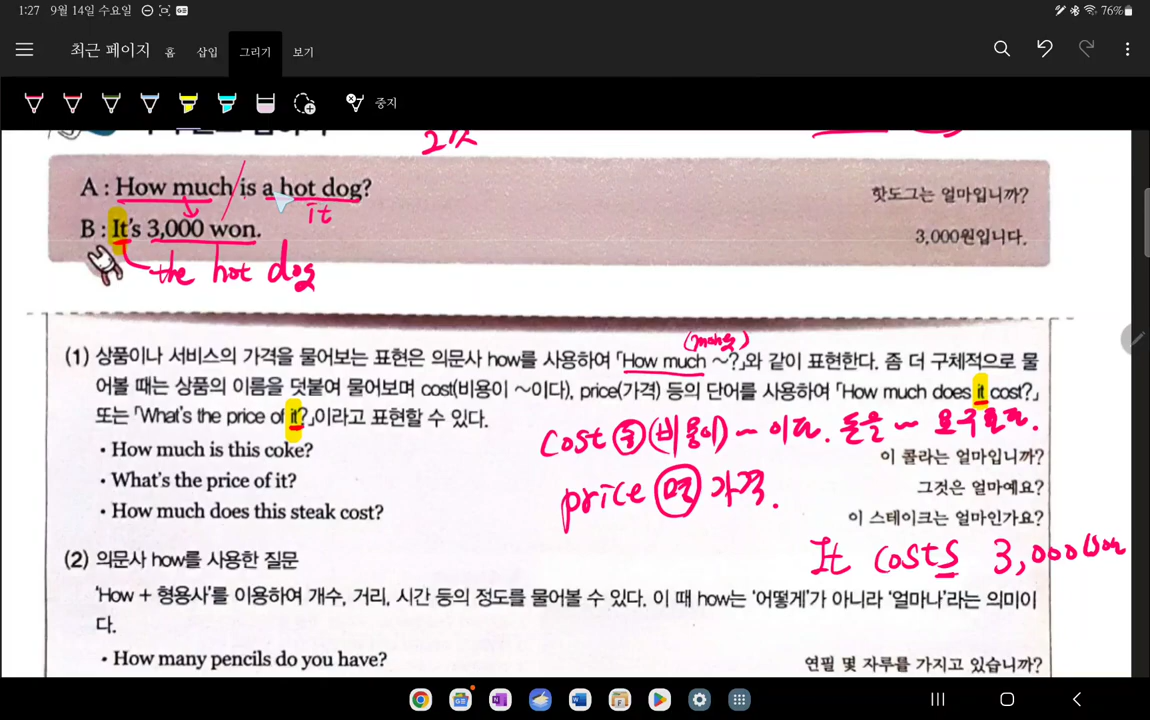 1:27 9월 14일 수요일 76%
최근 페이지 홈 삽입 그리기 보기
중지
A : How much is a hot dog? 핫도그는 얼마입니까?
it
B : It's 3,000 won. 3,000원입니다.
the hot dog
(1) 상품이나 서비스의 가격을 물어보는 표현은 의문사 how를 사용하여 「How much ~?」와 같이 표현한다. 좀 더 구체적으로 물
어볼 때는 상품의 이름을 덧붙여 물어보며 cost(비용이 ~이다), price(가격) 등의 단어를 사용하여 「How much does it cost?」
또는 「What's the price of it?」이라고 표현할 수 있다.
cost 동 (비용이) ~이다. 돈을 ~ 요구하다.
• How much is this coke? 이 콜라는 얼마입니까?
• What's the price of it? 그것은 얼마예요?
price 명 가격.
• How much does this steak cost? 이 스테이크는 얼마인가요?
It costs 3,000won
(2) 의문사 how를 사용한 질문
'How + 형용사'를 이용하여 개수, 거리, 시간 등의 정도를 물어볼 수 있다. 이 때 how는 '어떻게'가 아니라 '얼마나'라는 의미이
다.
• How many pencils do you have? 연필 몇 자루를 가지고 있습니까?